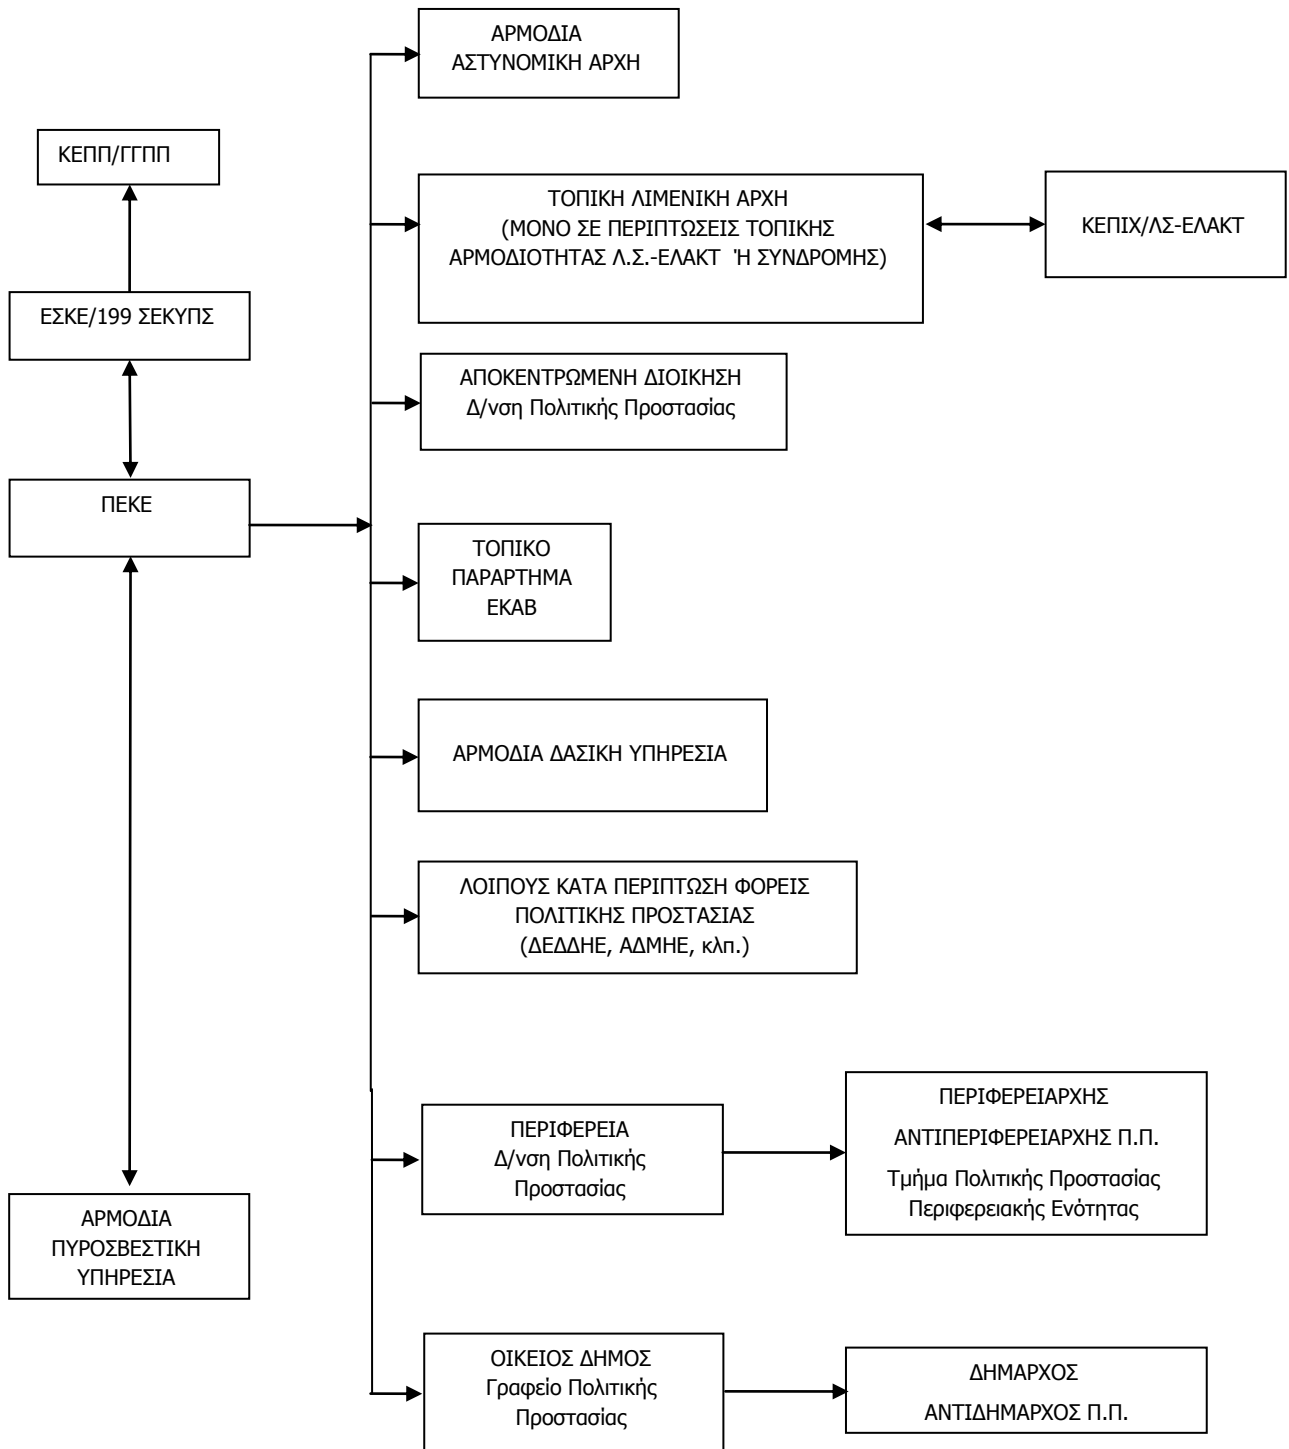 ΑΡΜΟΔΙΑ
ΑΣΤΥΝΟΜΙΚΗ ΑΡΧΗ
ΚΕΠΠ/ΓΓΠΠ
ΤΟΠΙΚΗ ΛΙΜΕΝΙΚΗ ΑΡΧΗ
(ΜΟΝΟ ΣΕ ΠΕΡΙΠΤΩΣΕΙΣ ΤΟΠΙΚΗΣ
ΑΡΜΟΔΙΟΤΗΤΑΣ Λ.Σ.-ΕΛΑΚΤ Ή ΣΥΝΔΡΟΜΗΣ)
ΚΕΠΙΧ/ΛΣ-ΕΛΑΚΤ
ΕΣΚΕ/199 ΣΕΚΥΠΣ
ΑΠΟΚΕΝΤΡΩΜΕΝΗ ΔΙΟΙΚΗΣΗ
Δ/νση Πολιτικής Προστασίας
ΠΕΚΕ
ΤΟΠΙΚΟ
ΠΑΡΑΡΤΗΜΑ
ΕΚΑΒ
ΑΡΜΟΔΙΑ ΔΑΣΙΚΗ ΥΠΗΡΕΣΙΑ
ΛΟΙΠΟΥΣ ΚΑΤΑ ΠΕΡΙΠΤΩΣΗ ΦΟΡΕΙΣ
ΠΟΛΙΤΙΚΗΣ ΠΡΟΣΤΑΣΙΑΣ
(ΔΕΔΔΗΕ, ΑΔΜΗΕ, κλπ.)
ΠΕΡΙΦΕΡΕΙΑ
Δ/νση Πολιτικής
Προστασίας
ΠΕΡΙΦΕΡΕΙΑΡΧΗΣ
ΑΝΤΙΠΕΡΙΦΕΡΕΙΑΡΧΗΣ Π.Π.
Τμήμα Πολιτικής Προστασίας
Περιφερειακής Ενότητας
ΑΡΜΟΔΙΑ
ΠΥΡΟΣΒΕΣΤΙΚΗ
ΥΠΗΡΕΣΙΑ
ΟΙΚΕΙΟΣ ΔΗΜΟΣ
Γραφείο Πολιτικής
Προστασίας
ΔΗΜΑΡΧΟΣ
ΑΝΤΙΔΗΜΑΡΧΟΣ Π.Π.